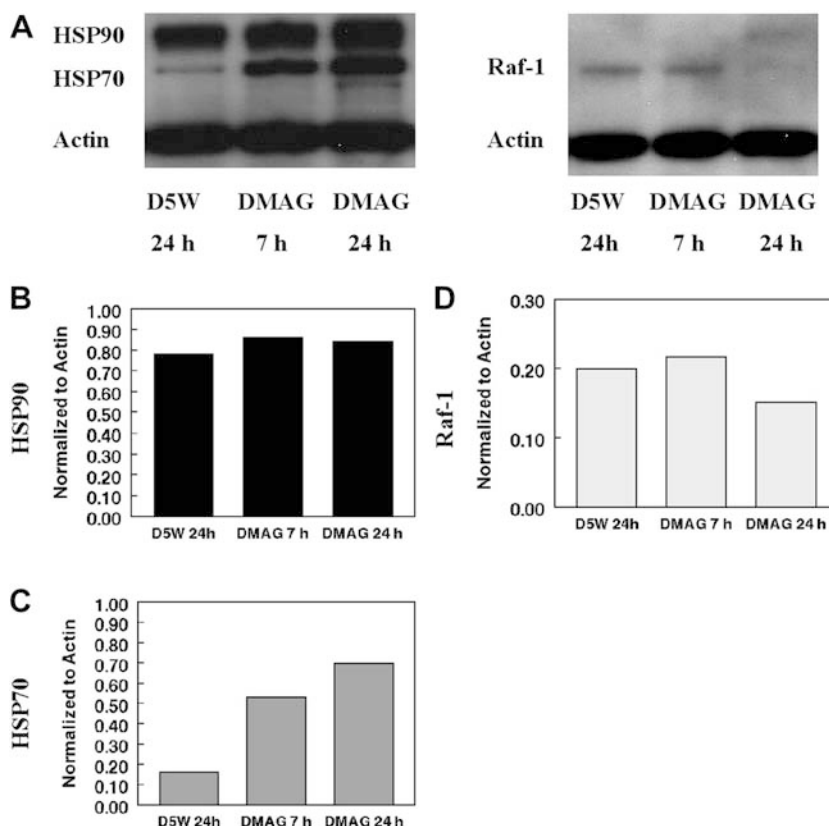 A
HSP90
HSP70
Actin
D5W DMAG DMAG
24 h 7 h 24 h
Raf-1
Actin
D5W DMAG DMAG
24h 7 h 24 h
B
HSP90
Normalized to Actin
1.00
0.90
0.80
0.70
0.60
0.50
0.40
0.30
0.20
0.10
0.00
D5W 24h DMAG 7 h DMAG 24 h
D
Raf-1
Normalized to Actin
0.30
0.20
0.10
0.00
D5W 24h DMAG 7 h DMAG 24 h
C
HSP70
Normalized to Actin
1.00
0.90
0.80
0.70
0.60
0.50
0.40
0.30
0.20
0.10
0.00
D5W 24h DMAG 7 h DMAG 24 h